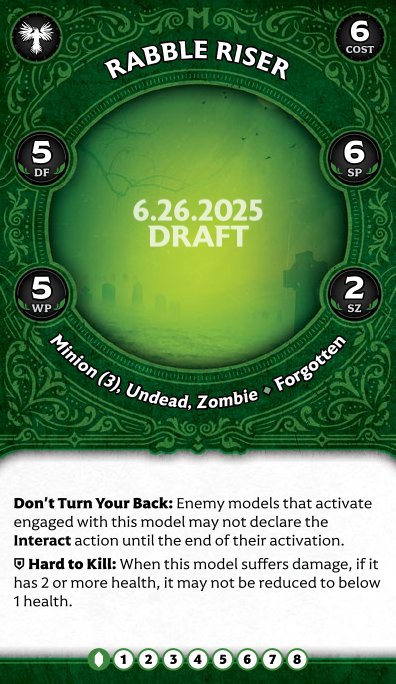 6
COST
RABBLE RISER
5
DF
6
SP
6.26.2025
DRAFT
5
WP
2
SZ
Minion (3), Undead, Zombie ♦ Forgotten
Don't Turn Your Back: Enemy models that activate
engaged with this model may not declare the
Interact action until the end of their activation.
Hard to Kill: When this model suffers damage, if it
has 2 or more health, it may not be reduced to below
1 health.
1 2 3 4 5 6 7 8